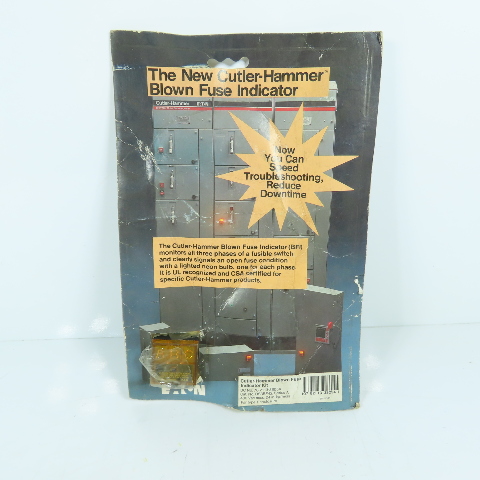 The New Cutler-Hammer™
Blown Fuse Indicator
Cutler-Hammer
Now
You Can
Speed
Troubleshooting,
Reduce
Downtime
The Cutler-Hammer Blown Fuse Indicator (BFI)
monitors all three phases of a fusible switch
and clearly signals an open fuse condition
with a lighted neon bulb, one for each phase.
It is UL recognized and CSA certified for
specific Cutler-Hammer products.
Cutler-Hammer Blown Fuse
Indicator Kit